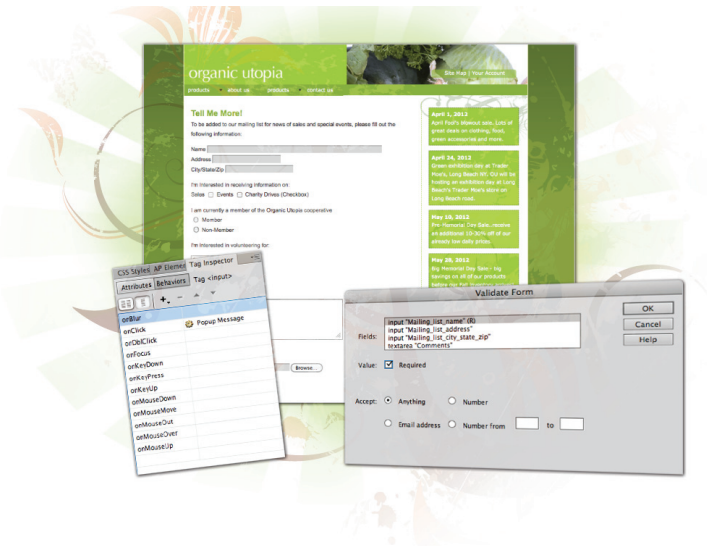 organic utopia
Site Map | Your Account
products about us products contact us
Tell Me More!
To be added to our mailing list for news of sales and special events, please fill out the
following information.
Name
Address
City/State/Zip
I'm Interested in receiving information on
Sales Events Charity Drives (Checkbox)
I am currently a member of the Organic Utopia cooperative
Member
Non-Member
I'm Interested in volunteering for
April 1, 2012
April Fool's blowout sale. Lots of
great deals on clothing, food,
green accessories and more.
April 24, 2012
Green exhibition day at Trader
Moe's, Long Beach NY. OU will be
hosting an exhibition day at Long
Beach's Trader Moe's store on
Long Beach road.
May 10, 2012
Pre-Memorial Day Sale, receive
an additional 10-30% off of our
already low daily prices.
May 28, 2012
Big Memorial Day Sale- big
savings on all of our products
Browse...
CSS Styles AP Eleme Tag Inspector
Attributes Behaviors Tag <input>
onBlur
onClick Popup Message
onDblClick
onFocus
onKeyDown
onKeyPress
onKeyUp
onMouseDown
onMouseMove
onMouseOut
onMouseOver
onMouseUp
Validate Form
Fields:
input "Mailing_list_name" (R)
input "Mailing_list_address"
input "Mailing_list_city_state_zip"
textarea "Comments"
OK
Cancel
Help
Value: Required
Accept: Anything Number
Email address Number from to